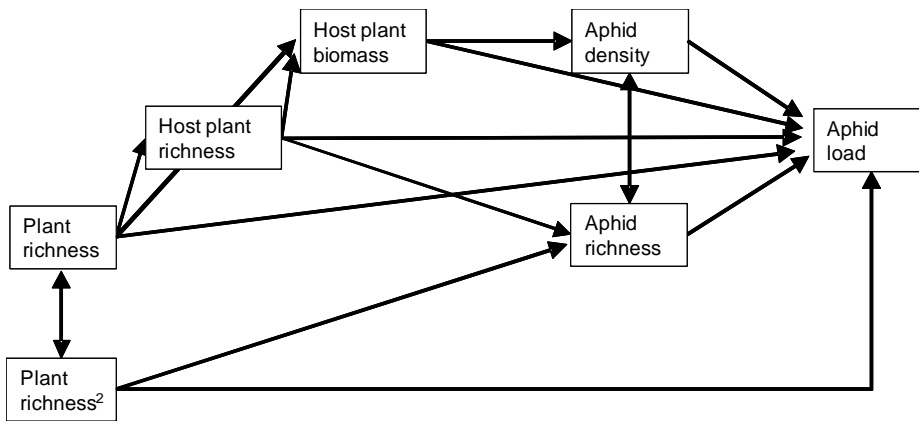 Host plant
biomass
Aphid
density
Host plant
richness
Aphid
load
Plant
richness
Aphid
richness
Plant
richness²